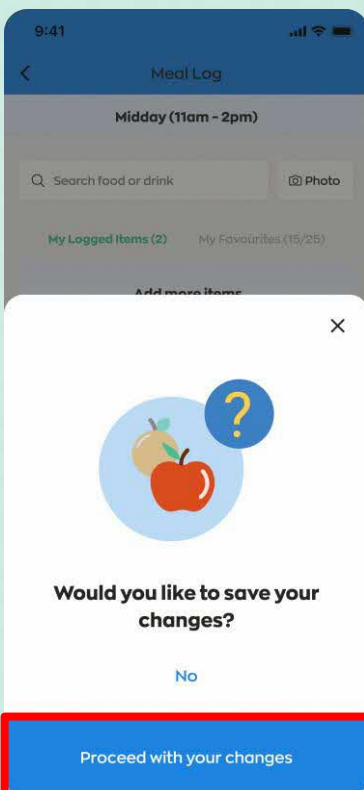 9:41
Meal Log
Midday (11am - 2pm)
Search food or drink
Photo
My Logged Items (2) My Favourites (15/25)
Add more items
?
Would you like to save your
changes?
No
Proceed with your changes